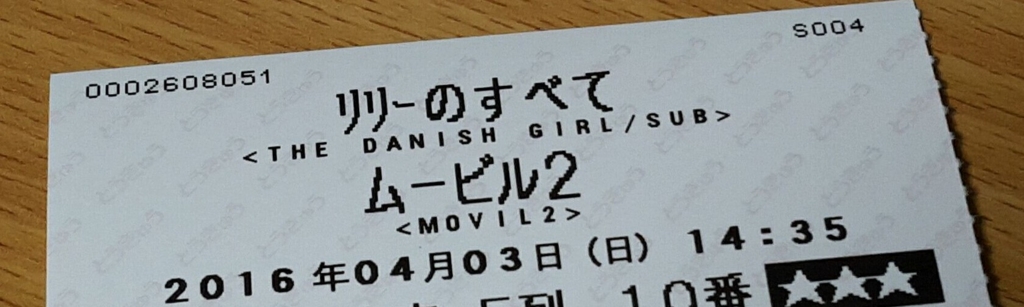 0002608051
S004
リリーのすべて
<THE DANISH GIRL/SUB>
ムービル2
<MOVIL2>
2016年04月03日(日) 14:35
列 10番